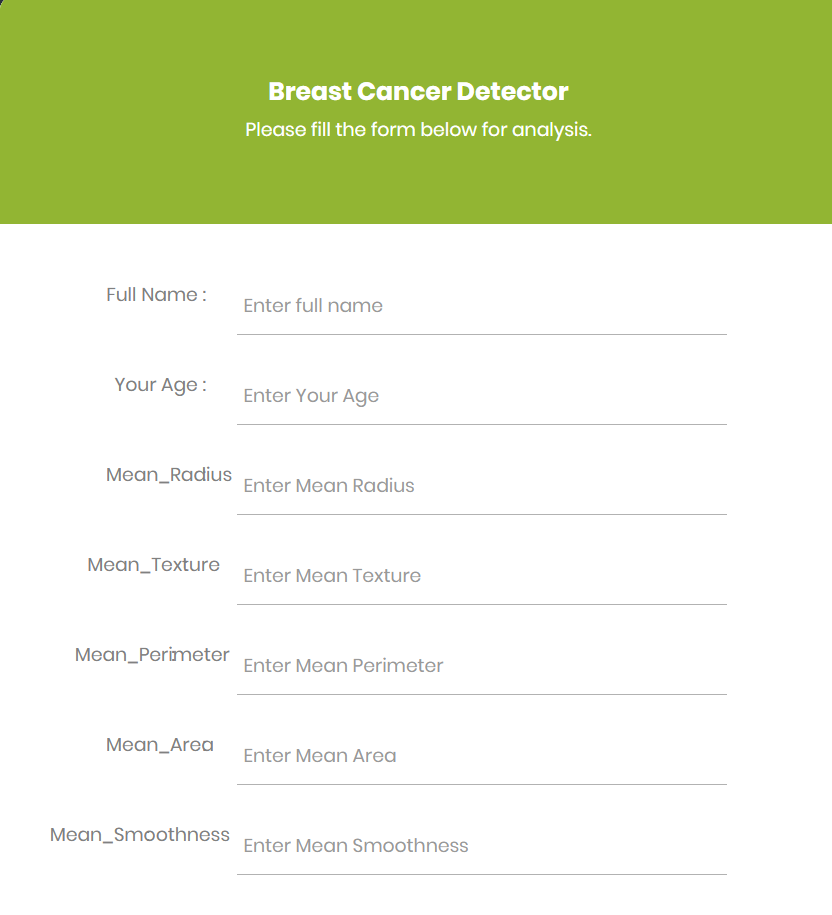 Breast Cancer Detector
Please fill the form below for analysis.
Full Name :
Enter full name
Your Age :
Enter Your Age
Mean_Radius
Enter Mean Radius
Mean_Texture
Enter Mean Texture
Mean_Perimeter
Enter Mean Perimeter
Mean_Area
Enter Mean Area
Mean_Smoothness
Enter Mean Smoothness